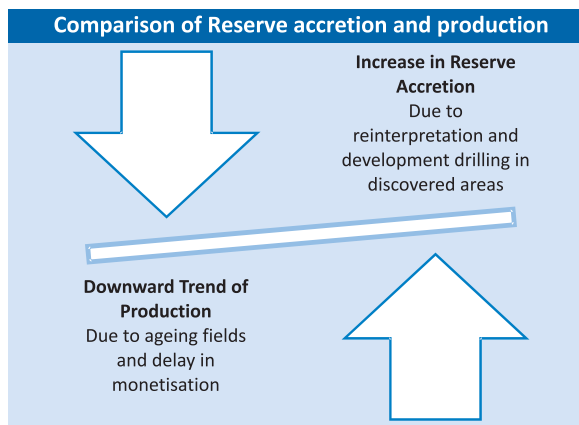 Comparison of Reserve accretion and production
Increase in Reserve
Accretion
Due to
reinterpretation and
development drilling in
discovered areas
Downward Trend of
Production
Due to ageing fields
and delay in
monetisation